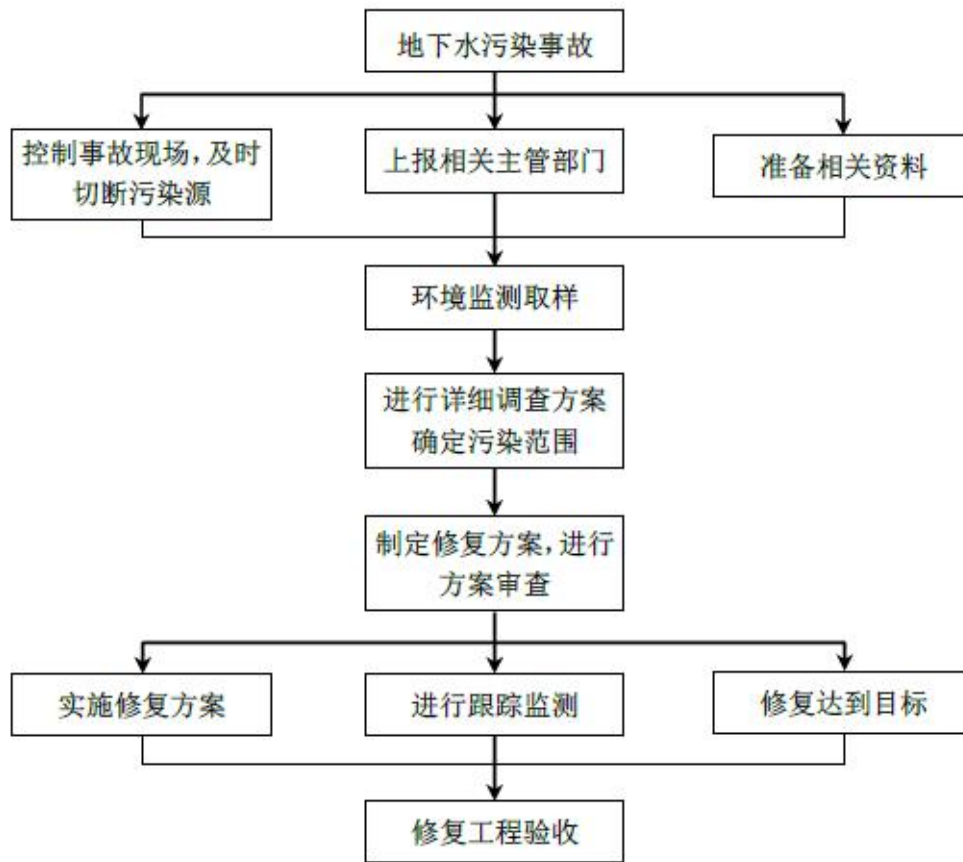 地下水污染事故
控制事故现场，及时
切断污染源
上报相关主管部门
准备相关资料
环境监测取样
进行详细调查方案
确定污染范围
制定修复方案，进行
方案审查
实施修复方案
进行跟踪监测
修复达到目标
修复工程验收